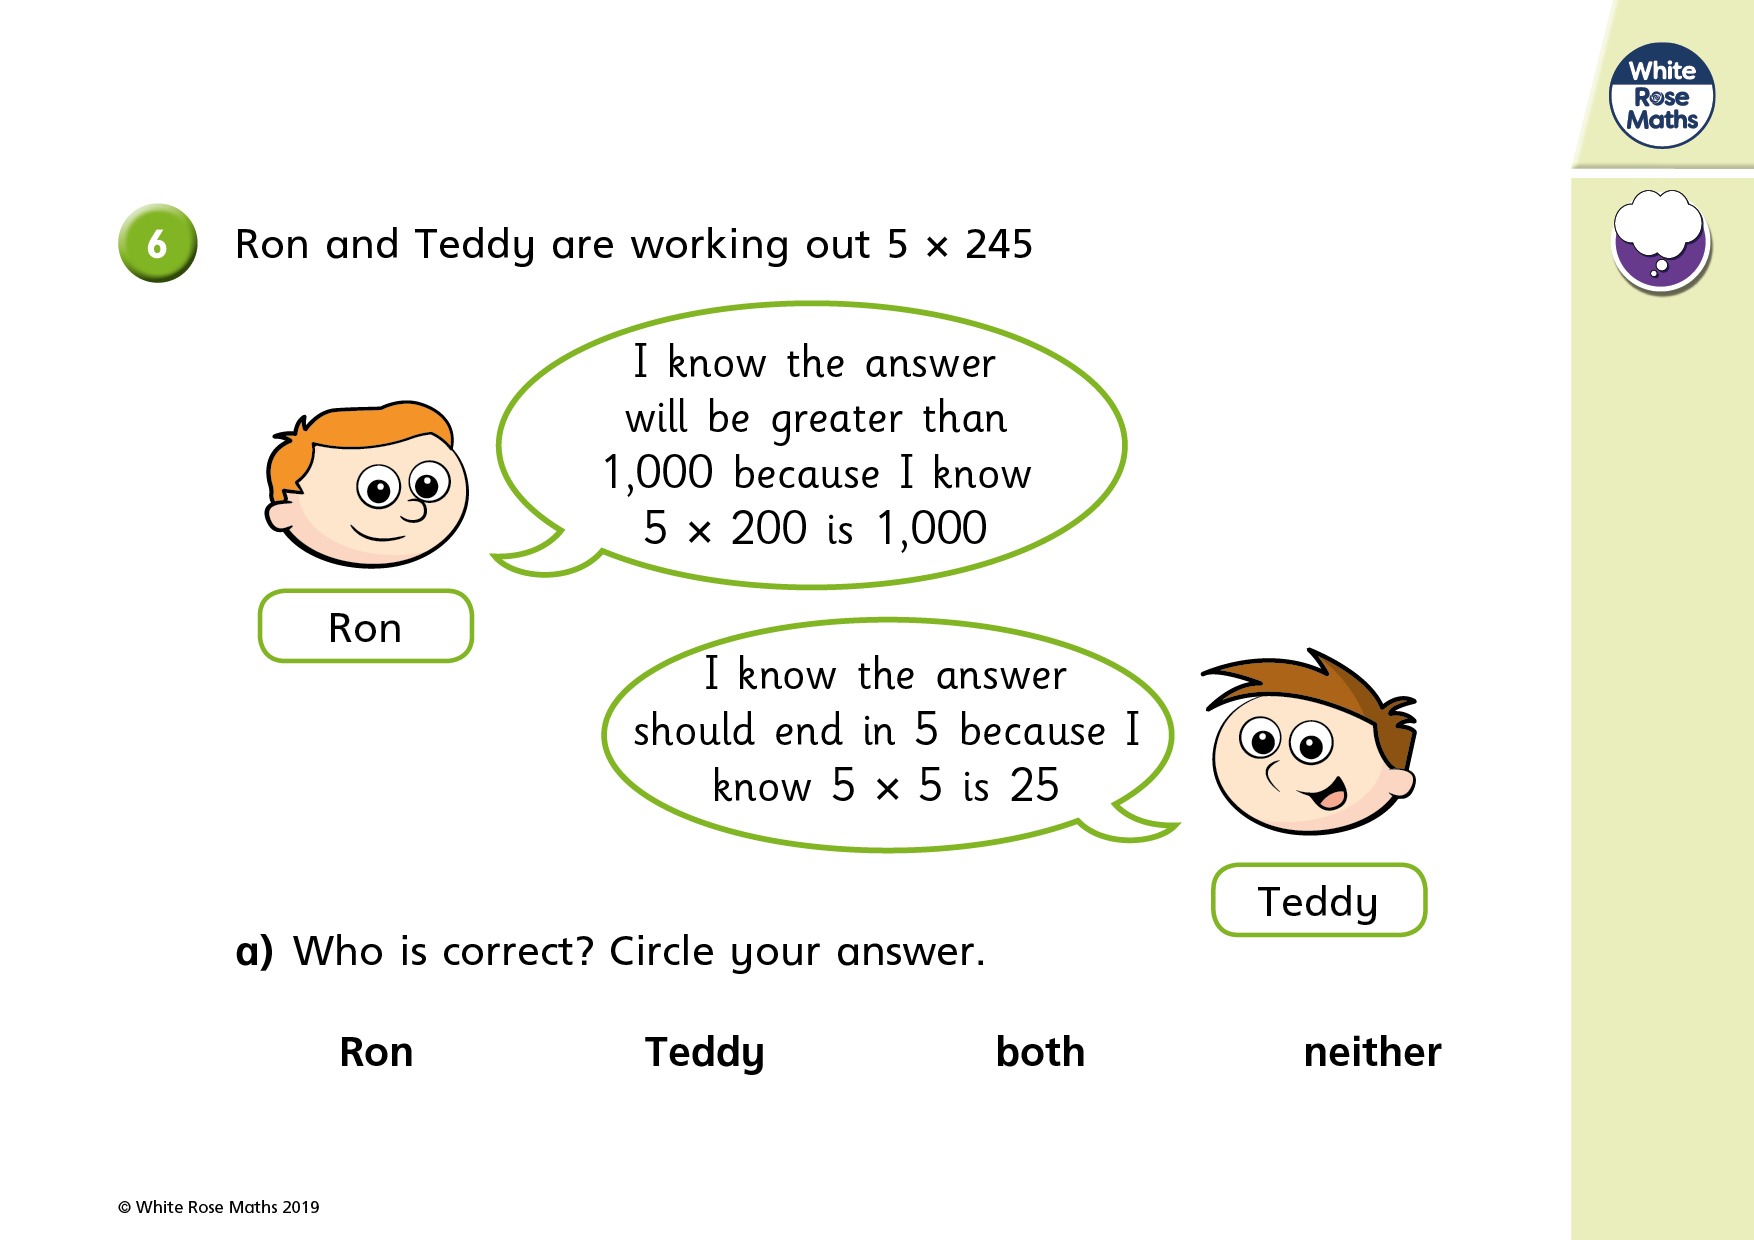 White
Rose
Maths
6 Ron and Teddy are working out 5 × 245
I know the answer
will be greater than
1,000 because I know
5 × 200 is 1,000
Ron
I know the answer
should end in 5 because I
know 5 × 5 is 25
Teddy
a) Who is correct? Circle your answer.
Ron Teddy both neither
© White Rose Maths 2019